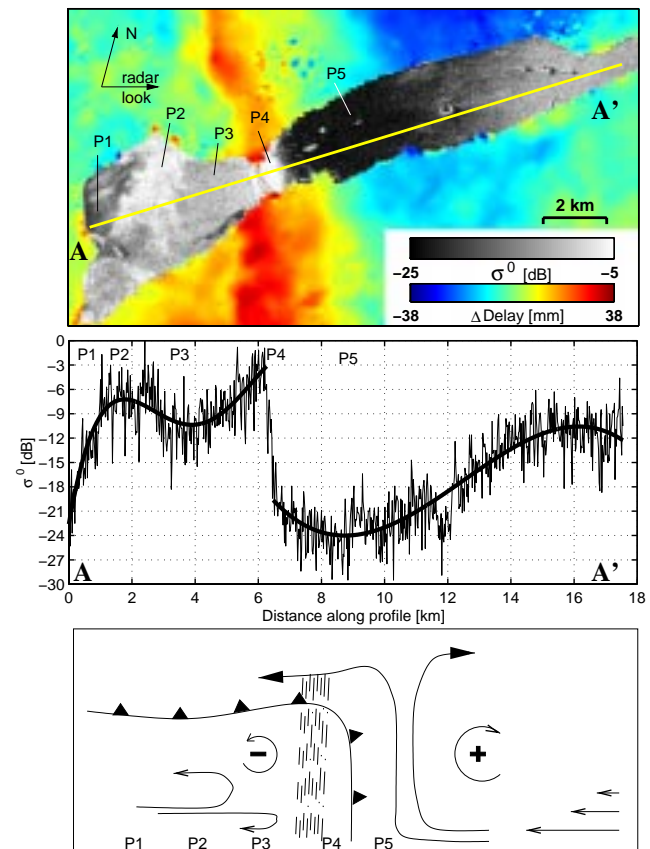 N
radar
look
P1
P2
P3
P4
P5
A
A’
2 km
−25 σ⁰ [dB] −5
−38 Δ Delay [mm] 38
P1 P2 P3 P4 P5
0
−3
−6
−9
−12
−15
−18
−21
−24
−27
−30
σ⁰ [dB]
A A’
0 2 4 6 8 10 12 14 16 18
Distance along profile [km]
− +
P1 P2 P3 P4 P5